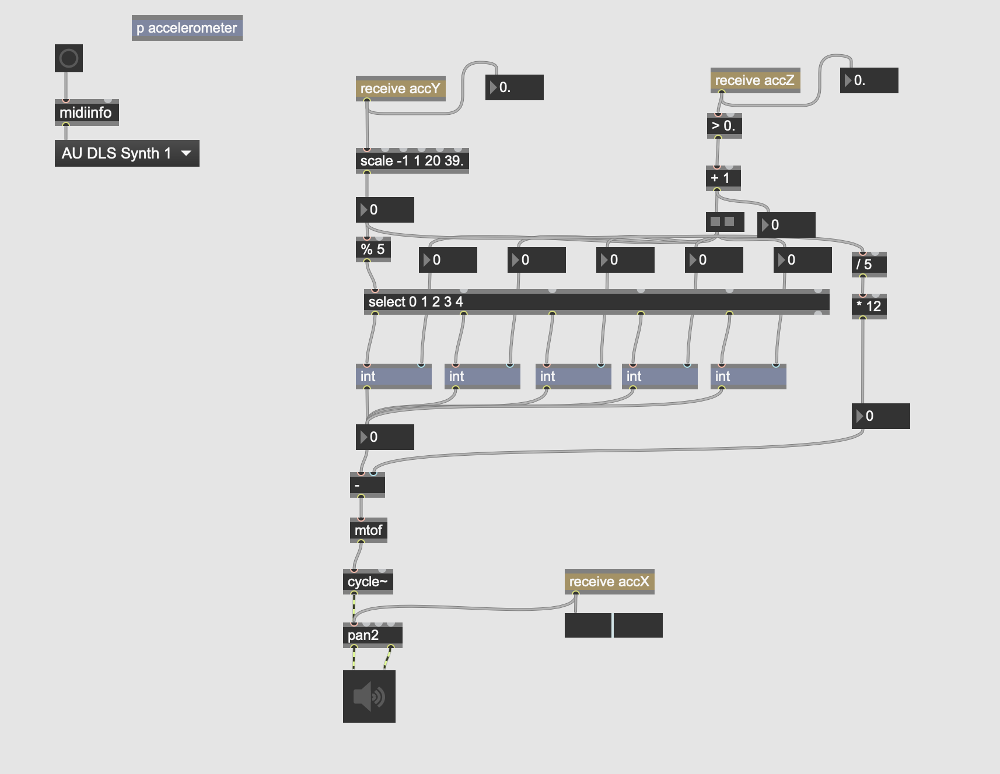 p accelerometer
midiinfo
AU DLS Synth 1
receive accY
0.
receive accZ
0.
> 0.
scale -1 1 20 39.
+ 1
0
0
% 5
0
0
0
0
0
/ 5
select 0 1 2 3 4
* 12
int
int
int
int
int
0
0
-
mtof
cycle~
receive accX
pan2